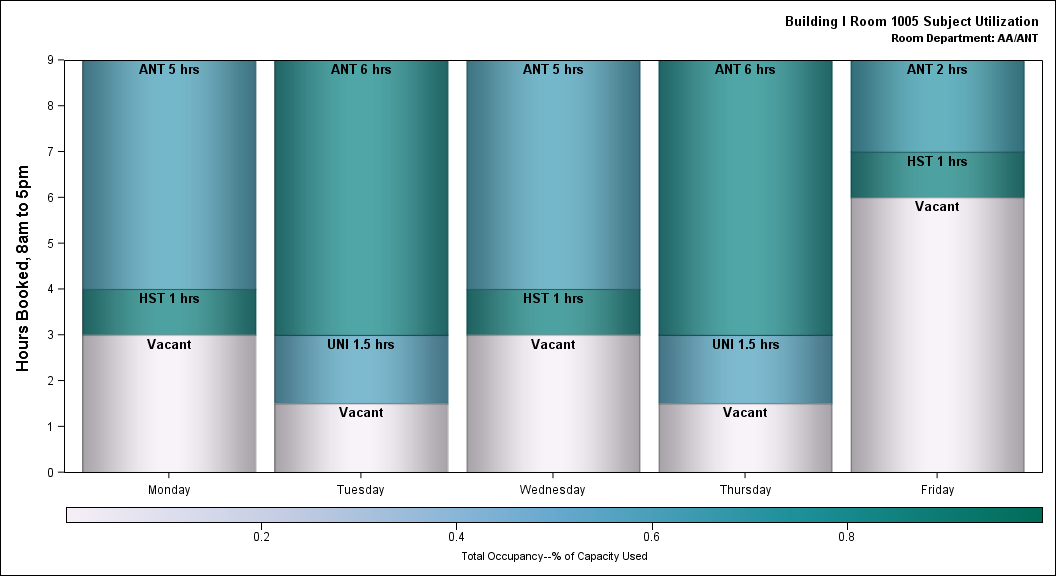 Building I Room 1005 Subject Utilization
Room Department: AA/ANT
Hours Booked, 8am to 5pm
9
8
7
6
5
4
3
2
1
0
ANT 5 hrs
HST 1 hrs
Vacant
ANT 6 hrs
UNI 1.5 hrs
Vacant
ANT 5 hrs
HST 1 hrs
Vacant
ANT 6 hrs
UNI 1.5 hrs
Vacant
ANT 2 hrs
HST 1 hrs
Vacant
Monday Tuesday Wednesday Thursday Friday
0.2 0.4 0.6 0.8
Total Occupancy--% of Capacity Used